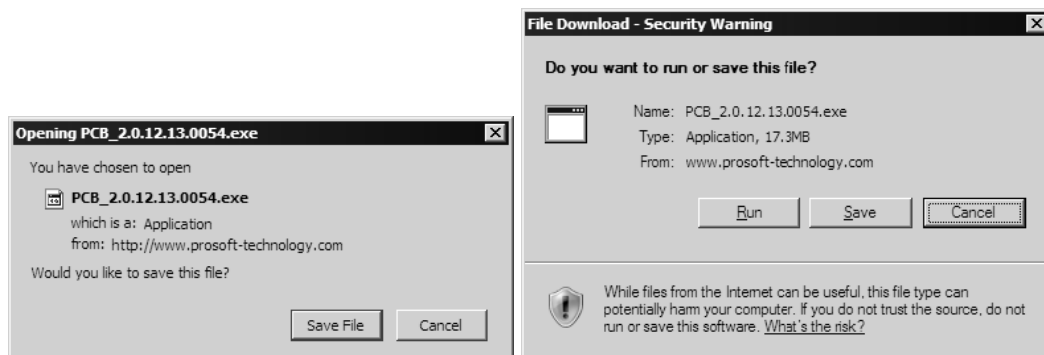 Opening PCB_2.0.12.13.0054.exe
You have chosen to open
PCB_2.0.12.13.0054.exe
which is a: Application
from: http://www.prosoft-technology.com
Would you like to save this file?
Save File
Cancel
File Download - Security Warning
Do you want to run or save this file?
Name: PCB_2.0.12.13.0054.exe
Type: Application, 17.3MB
From: www.prosoft-technology.com
Run
Save
Cancel
While files from the Internet can be useful, this file type can
potentially harm your computer. If you do not trust the source, do not
run or save this software. What's the risk?